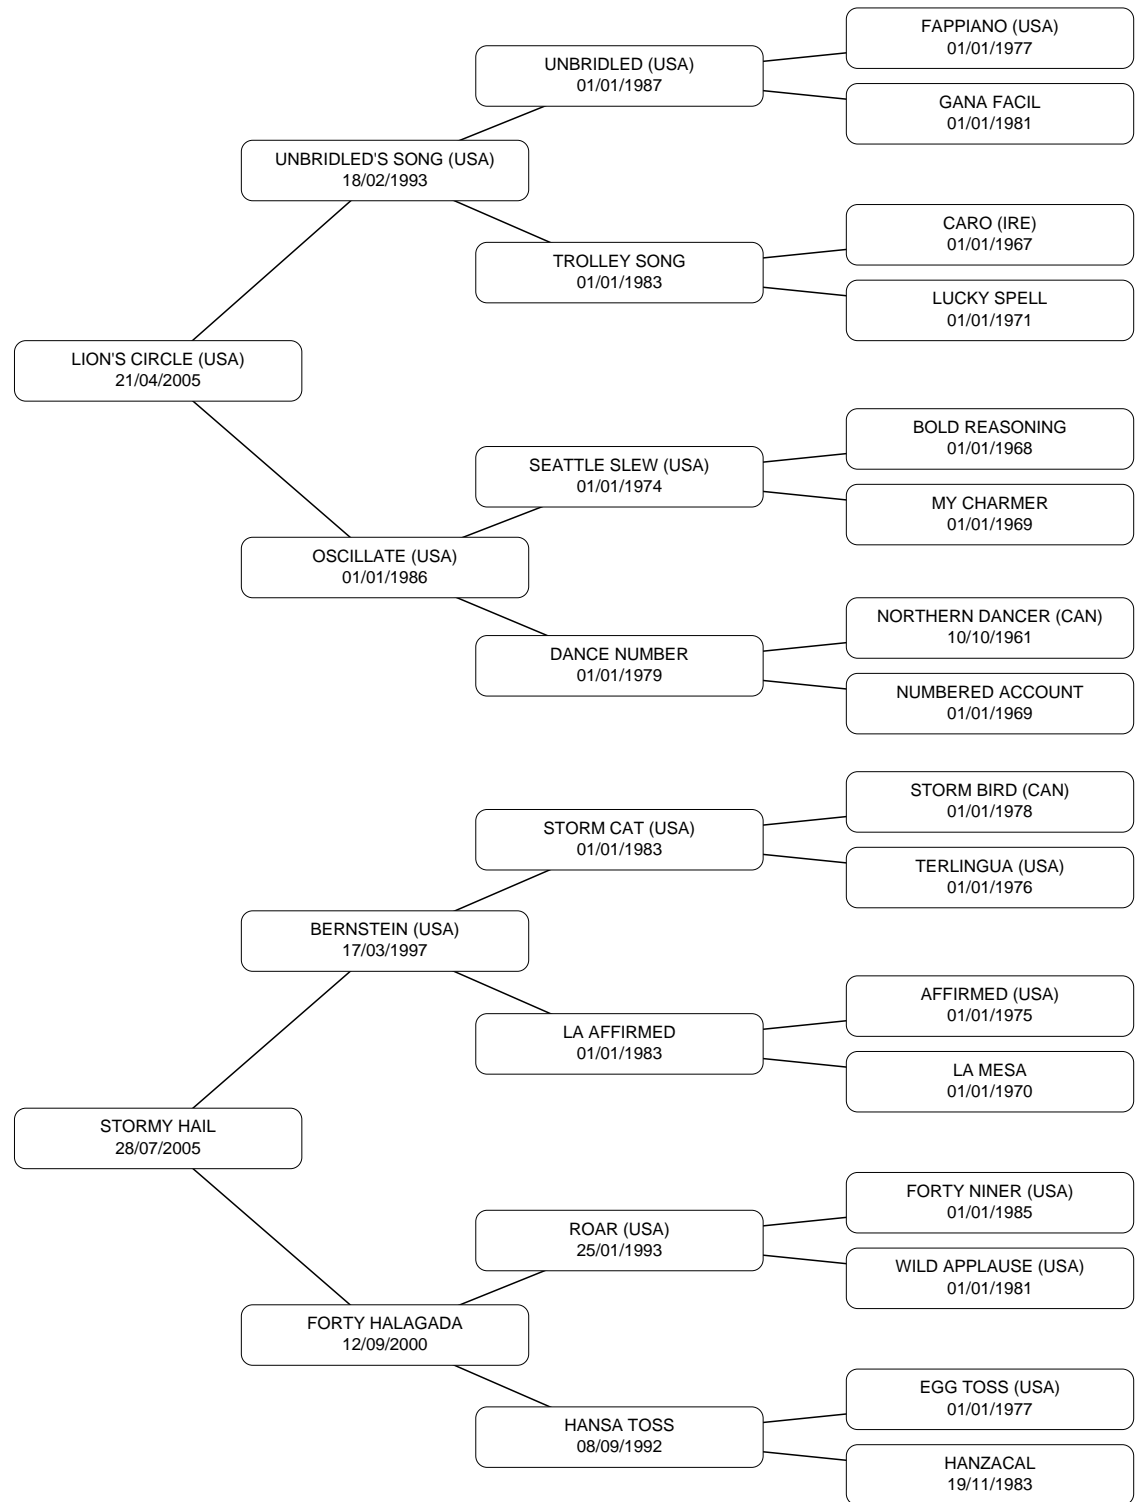 FAPPIANO (USA)
01/01/1977
UNBRIDLED (USA)
01/01/1987
GANA FACIL
01/01/1981
UNBRIDLED'S SONG (USA)
18/02/1993
CARO (IRE)
01/01/1967
TROLLEY SONG
01/01/1983
LUCKY SPELL
01/01/1971
LION'S CIRCLE (USA)
21/04/2005
BOLD REASONING
01/01/1968
SEATTLE SLEW (USA)
01/01/1974
MY CHARMER
01/01/1969
OSCILLATE (USA)
01/01/1986
NORTHERN DANCER (CAN)
10/10/1961
DANCE NUMBER
01/01/1979
NUMBERED ACCOUNT
01/01/1969
STORM BIRD (CAN)
01/01/1978
STORM CAT (USA)
01/01/1983
TERLINGUA (USA)
01/01/1976
BERNSTEIN (USA)
17/03/1997
AFFIRMED (USA)
01/01/1975
LA AFFIRMED
01/01/1983
LA MESA
01/01/1970
STORMY HAIL
28/07/2005
FORTY NINER (USA)
01/01/1985
ROAR (USA)
25/01/1993
WILD APPLAUSE (USA)
01/01/1981
FORTY HALAGADA
12/09/2000
EGG TOSS (USA)
01/01/1977
HANSA TOSS
08/09/1992
HANZACAL
19/11/1983